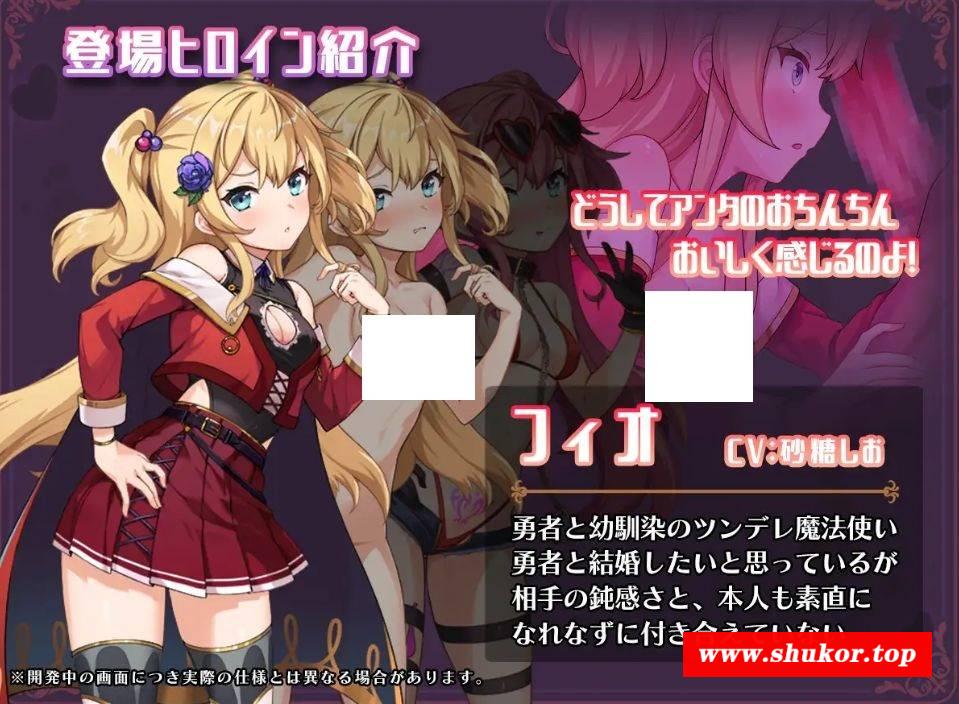 登場ヒロイン紹介
どうしてアンタのおちんちん
おいしく感じるのよ!
フィオ
CV:砂糖しお
勇者と幼馴染のツンデレ魔法使い
勇者と結婚したいと思っているが
相手の鈍感さと、本人も素直に
なれなずに付き合えていない
www.shukor.top
※開発中の画面につき実際の仕様とは異なる場合があります。